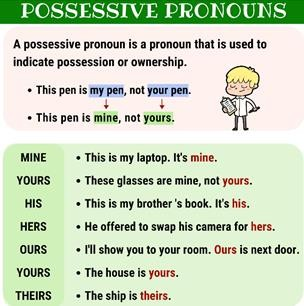 POSSESSIVE PRONOUNS
A possessive pronoun is a pronoun that is used to
indicate possession or ownership.
• This pen is my pen, not your pen.
• This pen is mine, not yours.
MINE • This is my laptop. It's mine.
YOURS • These glasses are mine, not yours.
HIS • This is my brother 's book. It's his.
HERS • He offered to swap his camera for hers.
OURS • I'll show you to your room. Ours is next door.
YOURS • The house is yours.
THEIRS • The ship is theirs.